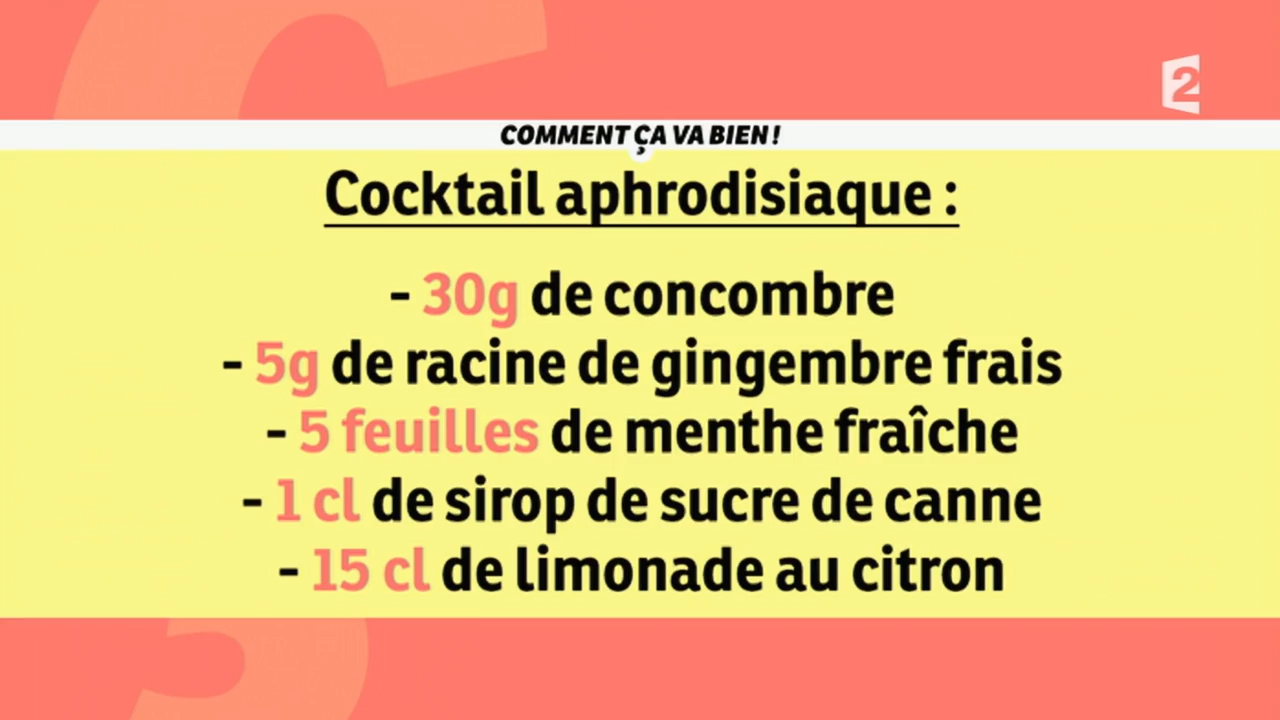 2
COMMENT ÇA VA BIEN !
Cocktail aphrodisiaque :
- 30g de concombre
- 5g de racine de gingembre frais
- 5 feuilles de menthe fraîche
- 1 cl de sirop de sucre de canne
- 15 cl de limonade au citron